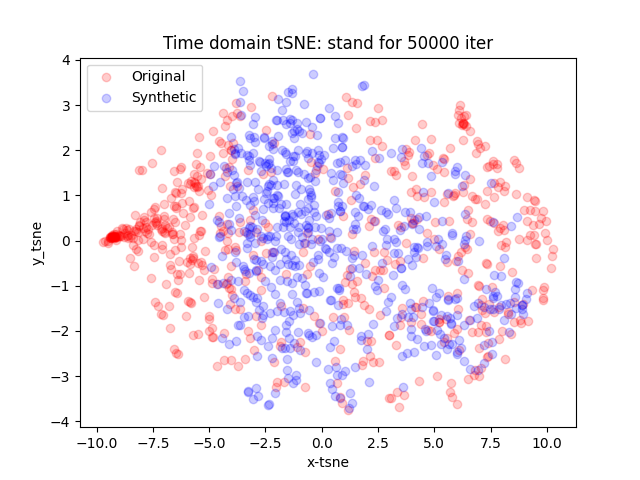 Time domain tSNE: stand for 50000 iter
Original
Synthetic
y_tsne
4
3
2
1
0
−1
−2
−3
−4
−10.0 −7.5 −5.0 −2.5 0.0 2.5 5.0 7.5 10.0
x-tsne